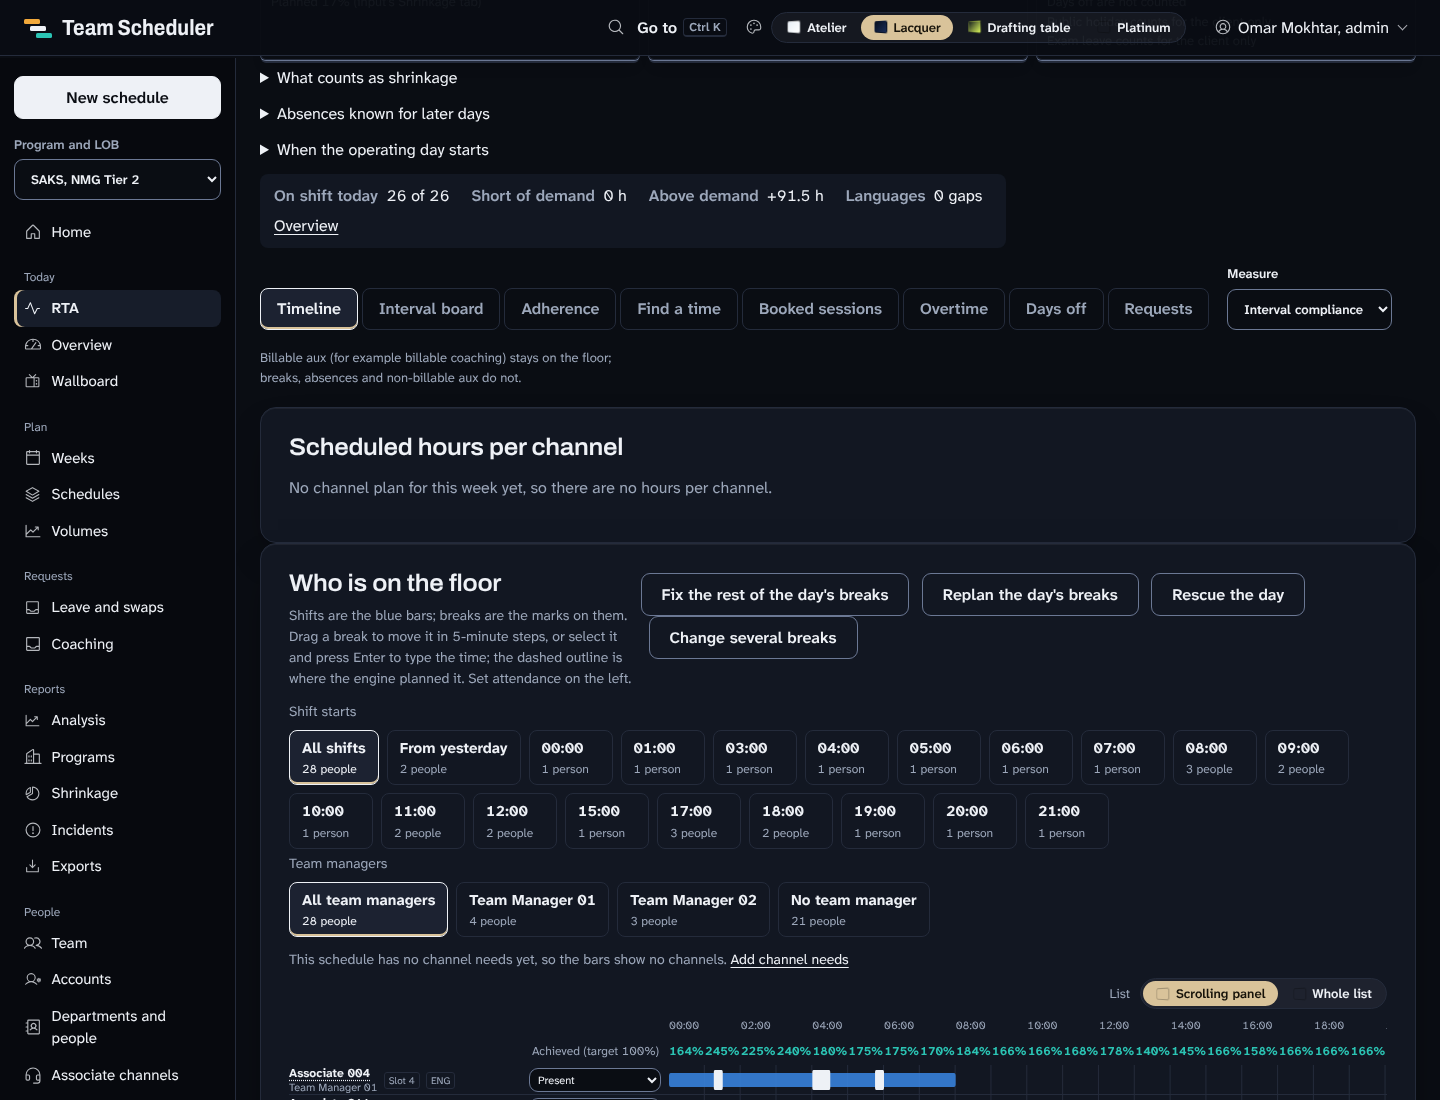 Team Scheduler
Go to Ctrl K
Atelier
Lacquer
Drafting table
Platinum
Omar Mokhtar, admin
New schedule
Program and LOB
SAKS, NMG Tier 2
Home
Today
RTA
Overview
Wallboard
Plan
Weeks
Schedules
Volumes
Requests
Leave and swaps
Coaching
Reports
Analysis
Programs
Shrinkage
Incidents
Exports
People
Team
Accounts
Departments and
people
Associate channels
What counts as shrinkage
Absences known for later days
When the operating day starts
On shift today 26 of 26 Short of demand 0 h Above demand +91.5 h Languages 0 gaps
Overview
Measure
Timeline Interval board Adherence Find a time Booked sessions Overtime Days off Requests Interval compliance
Billable aux (for example billable coaching) stays on the floor;
breaks, absences and non-billable aux do not.
Scheduled hours per channel
No channel plan for this week yet, so there are no hours per channel.
Who is on the floor
Shifts are the blue bars; breaks are the marks on them.
Drag a break to move it in 5-minute steps, or select it
and press Enter to type the time; the dashed outline is
where the engine planned it. Set attendance on the left.
Fix the rest of the day's breaks Replan the day's breaks Rescue the day
Change several breaks
Shift starts
All shifts From yesterday 00:00 01:00 03:00 04:00 05:00 06:00 07:00 08:00 09:00
28 people 2 people 1 person 1 person 1 person 1 person 1 person 1 person 1 person 3 people 2 people
10:00 11:00 12:00 15:00 17:00 18:00 19:00 20:00 21:00
1 person 2 people 2 people 1 person 3 people 2 people 1 person 1 person 1 person
Team managers
All team managers Team Manager 01 Team Manager 02 No team manager
28 people 4 people 3 people 21 people
This schedule has no channel needs yet, so the bars show no channels. Add channel needs
List Scrolling panel Whole list
00:00 02:00 04:00 06:00 08:00 10:00 12:00 14:00 16:00 18:00
Achieved (target 100%) 164% 245% 225% 240% 180% 175% 175% 170% 184% 166% 166% 168% 178% 140% 145% 166% 158% 166% 166% 166%
Associate 004 Slot 4 ENG Present
Team Manager 01